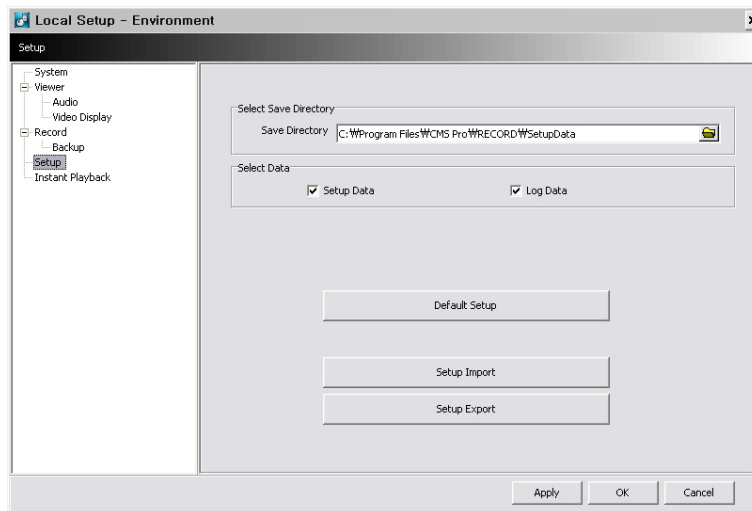 Local Setup - Environment
Setup
System
Viewer
Audio
Video Display
Record
Backup
Setup
Instant Playback
Select Save Directory
Save Directory C:₩Program Files₩CMS Pro₩RECORD₩SetupData
Select Data
Setup Data Log Data
Default Setup
Setup Import
Setup Export
Apply OK Cancel